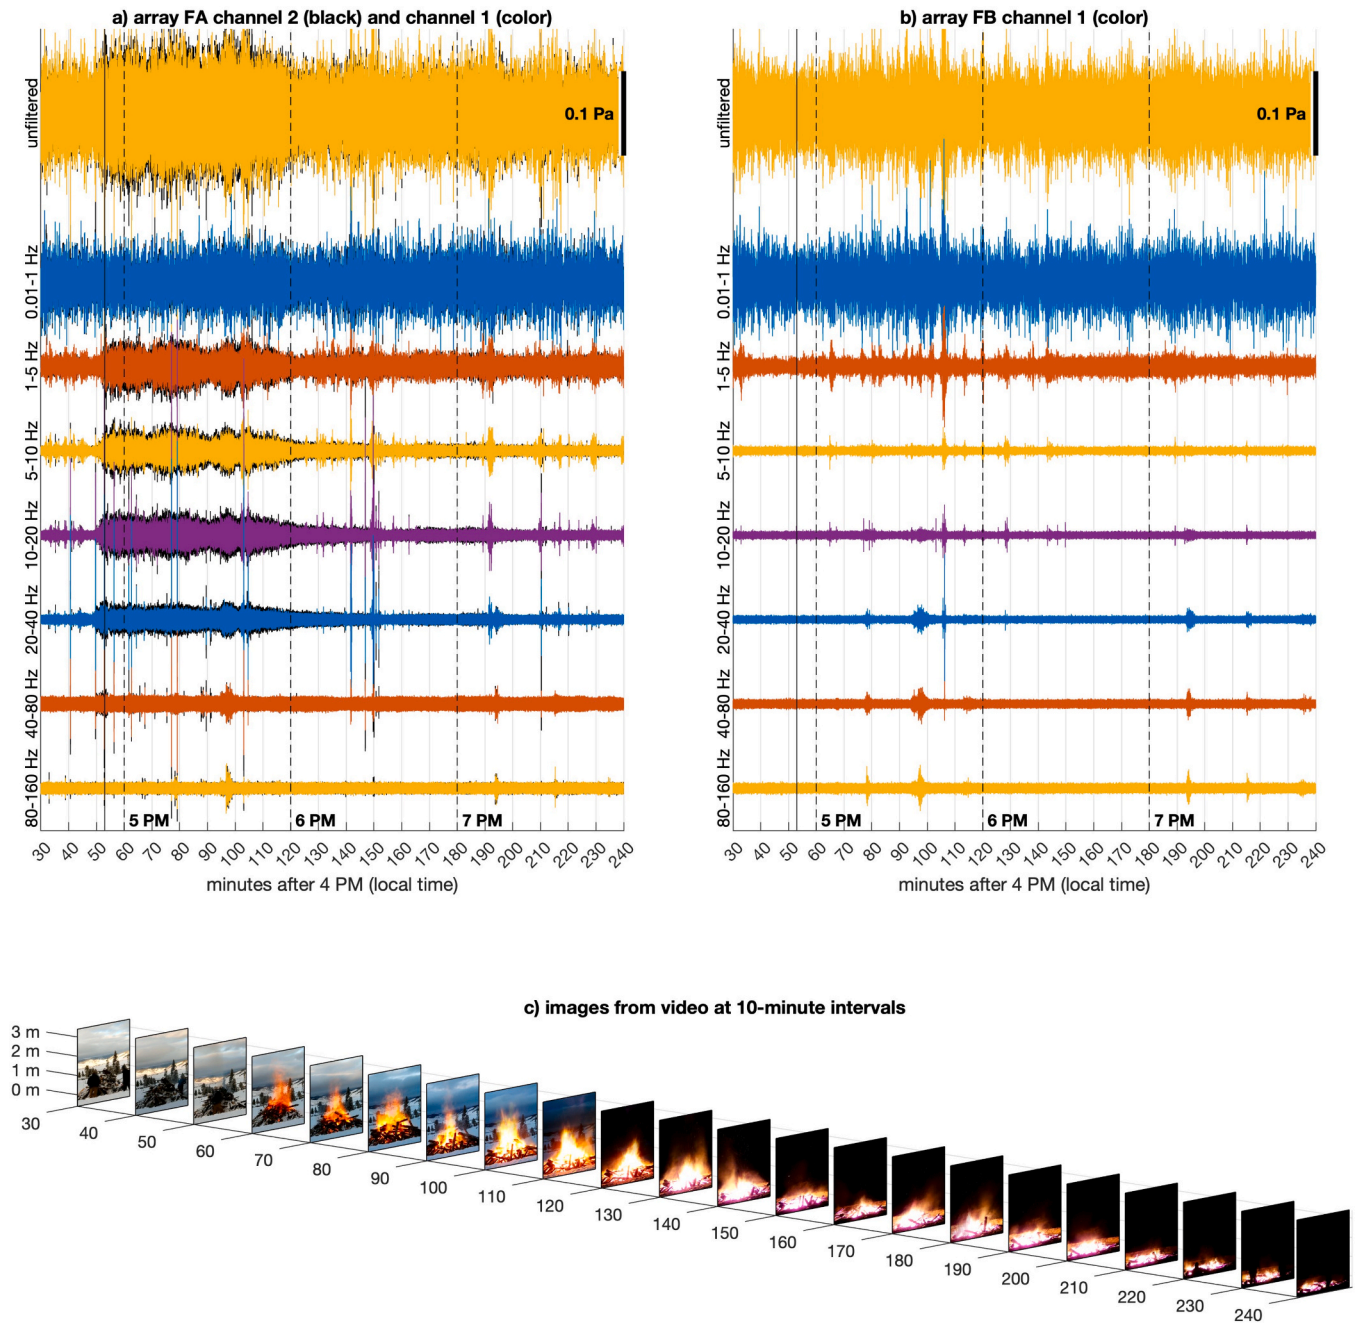 a) array FA channel 2 (black) and channel 1 (color)
unfiltered
0.01-1 Hz
1-5 Hz
5-10 Hz
10-20 Hz
20-40 Hz
40-80 Hz
80-160 Hz
0.1 Pa
5 PM 6 PM 7 PM
30 40 50 60 70 80 90 100 110 120 130 140 150 160 170 180 190 200 210 220 230 240
minutes after 4 PM (local time)
b) array FB channel 1 (color)
unfiltered
0.01-1 Hz
1-5 Hz
5-10 Hz
10-20 Hz
20-40 Hz
40-80 Hz
80-160 Hz
0.1 Pa
5 PM 6 PM 7 PM
30 40 50 60 70 80 90 100 110 120 130 140 150 160 170 180 190 200 210 220 230 240
minutes after 4 PM (local time)
c) images from video at 10-minute intervals
3 m
2 m
1 m
0 m
30 40 50 60 70 80 90 100 110 120 130 140 150 160 170 180 190 200 210 220 230 240